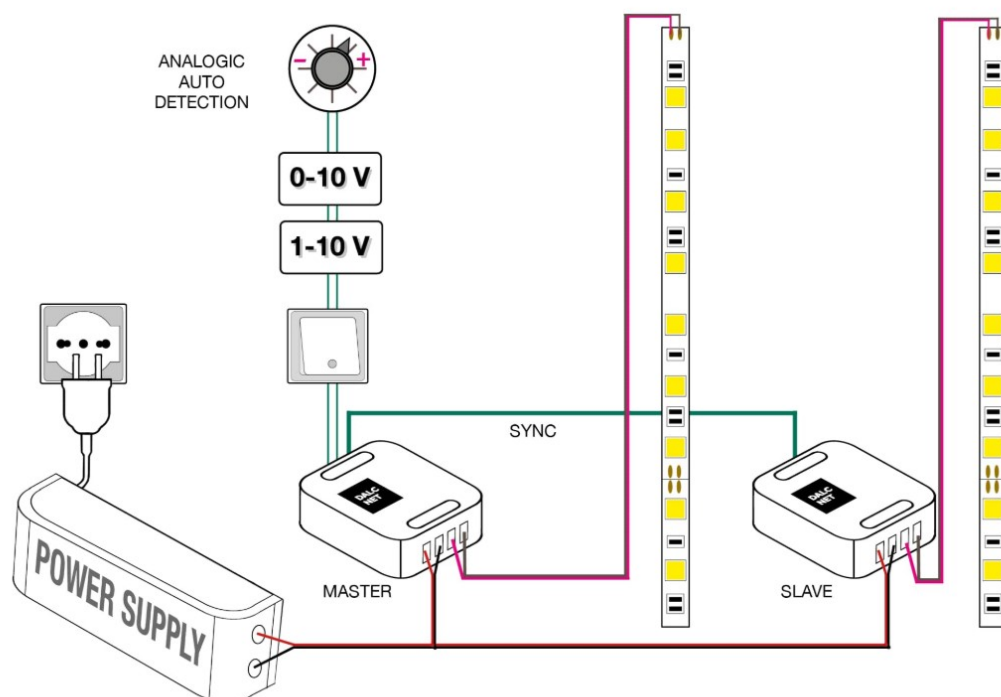 ANALOGIC
AUTO
DETECTION
- +
0-10 V
1-10 V
SYNC
DALC
NET
DALC
NET
MASTER
SLAVE
POWER SUPPLY